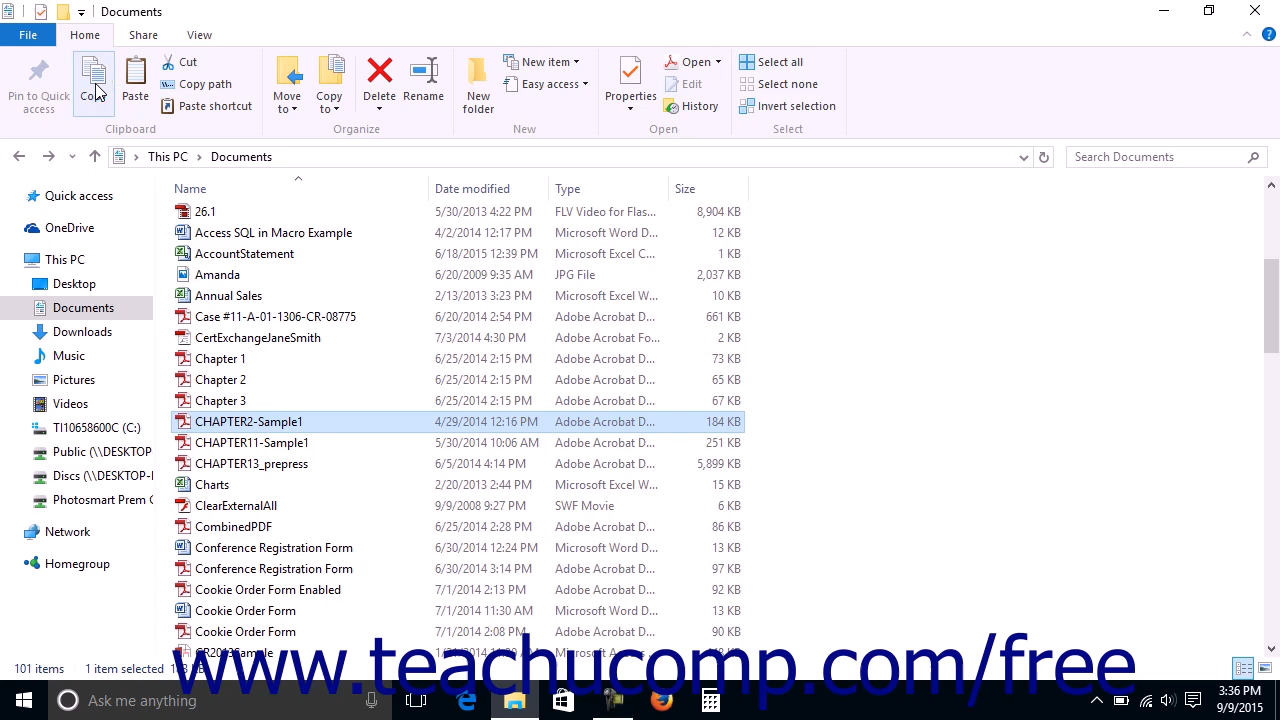 Documents
File Home Share View
Pin to Quick access
Copy
Paste
Cut
Copy path
Paste shortcut
Clipboard
Move to
Copy to
Delete
Rename
Organize
New folder
New item
Easy access
New
Properties
Open
Edit
History
Open
Select all
Select none
Invert selection
Select
This PC > Documents
Search Documents
Quick access
OneDrive
This PC
Desktop
Documents
Downloads
Music
Pictures
Videos
TI10658600C (C:)
Public (\\DESKTOP
Discs (\\DESKTOP-
Photosmart Prem C
Network
Homegroup
Name Date modified Type Size
26.1 5/30/2013 4:22 PM FLV Video for Flas... 8,904 KB
Access SQL in Macro Example 4/2/2014 12:17 PM Microsoft Word D... 12 KB
AccountStatement 6/18/2015 12:39 PM Microsoft Excel C... 1 KB
Amanda 6/20/2009 9:35 AM JPG File 2,037 KB
Annual Sales 2/13/2013 3:23 PM Microsoft Excel W... 10 KB
Case #11-A-01-1306-CR-08775 6/20/2014 2:54 PM Adobe Acrobat D... 661 KB
CertExchangeJaneSmith 7/3/2014 4:30 PM Adobe Acrobat Fo... 2 KB
Chapter 1 6/25/2014 2:15 PM Adobe Acrobat D... 73 KB
Chapter 2 6/25/2014 2:15 PM Adobe Acrobat D... 65 KB
Chapter 3 6/25/2014 2:15 PM Adobe Acrobat D... 67 KB
CHAPTER2-Sample1 4/29/2014 12:16 PM Adobe Acrobat D... 184 KB
CHAPTER11-Sample1 5/30/2014 10:06 AM Adobe Acrobat D... 251 KB
CHAPTER13_prepress 6/5/2014 4:14 PM Adobe Acrobat D... 5,899 KB
Charts 2/20/2013 2:44 PM Microsoft Excel W... 15 KB
ClearExternalAll 9/9/2008 9:27 PM SWF Movie 6 KB
CombinedPDF 6/25/2014 2:28 PM Adobe Acrobat D... 86 KB
Conference Registration Form 6/30/2014 12:24 PM Microsoft Word D... 13 KB
Conference Registration Form 6/30/2014 3:14 PM Adobe Acrobat D... 97 KB
Cookie Order Form Enabled 7/1/2014 2:13 PM Adobe Acrobat D... 92 KB
Cookie Order Form 7/1/2014 11:30 AM Microsoft Word D... 13 KB
Cookie Order Form 7/1/2014 2:08 PM Adobe Acrobat D... 90 KB
101 items 1 item selected
www.teachucomp.com/free
Ask me anything
3:36 PM
9/9/2015